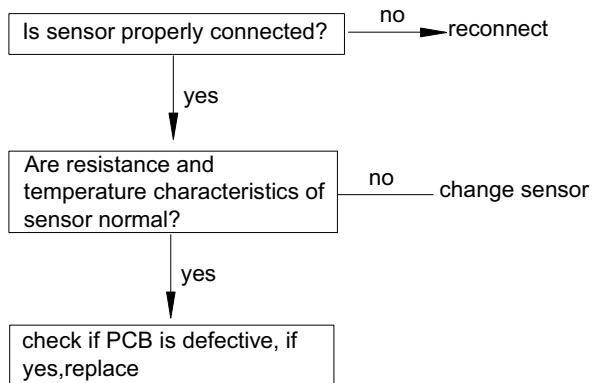 Is sensor properly connected?
no
reconnect
yes
Are resistance and
temperature characteristics of
sensor normal?
no
change sensor
yes
check if PCB is defective, if
yes,replace